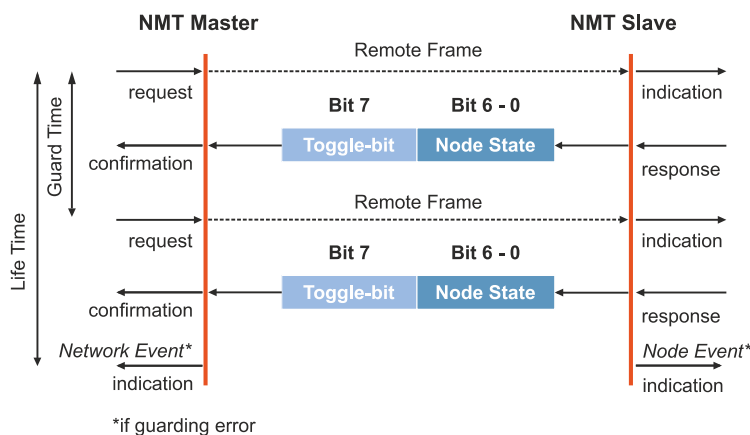 NMT Master
NMT Slave
Remote Frame
request
indication
Bit 7
Bit 6 - 0
Toggle-bit
Node State
confirmation
response
Guard Time
Life Time
Remote Frame
request
indication
Bit 7
Bit 6 - 0
Toggle-bit
Node State
confirmation
response
Network Event*
Node Event*
indication
indication
*if guarding error